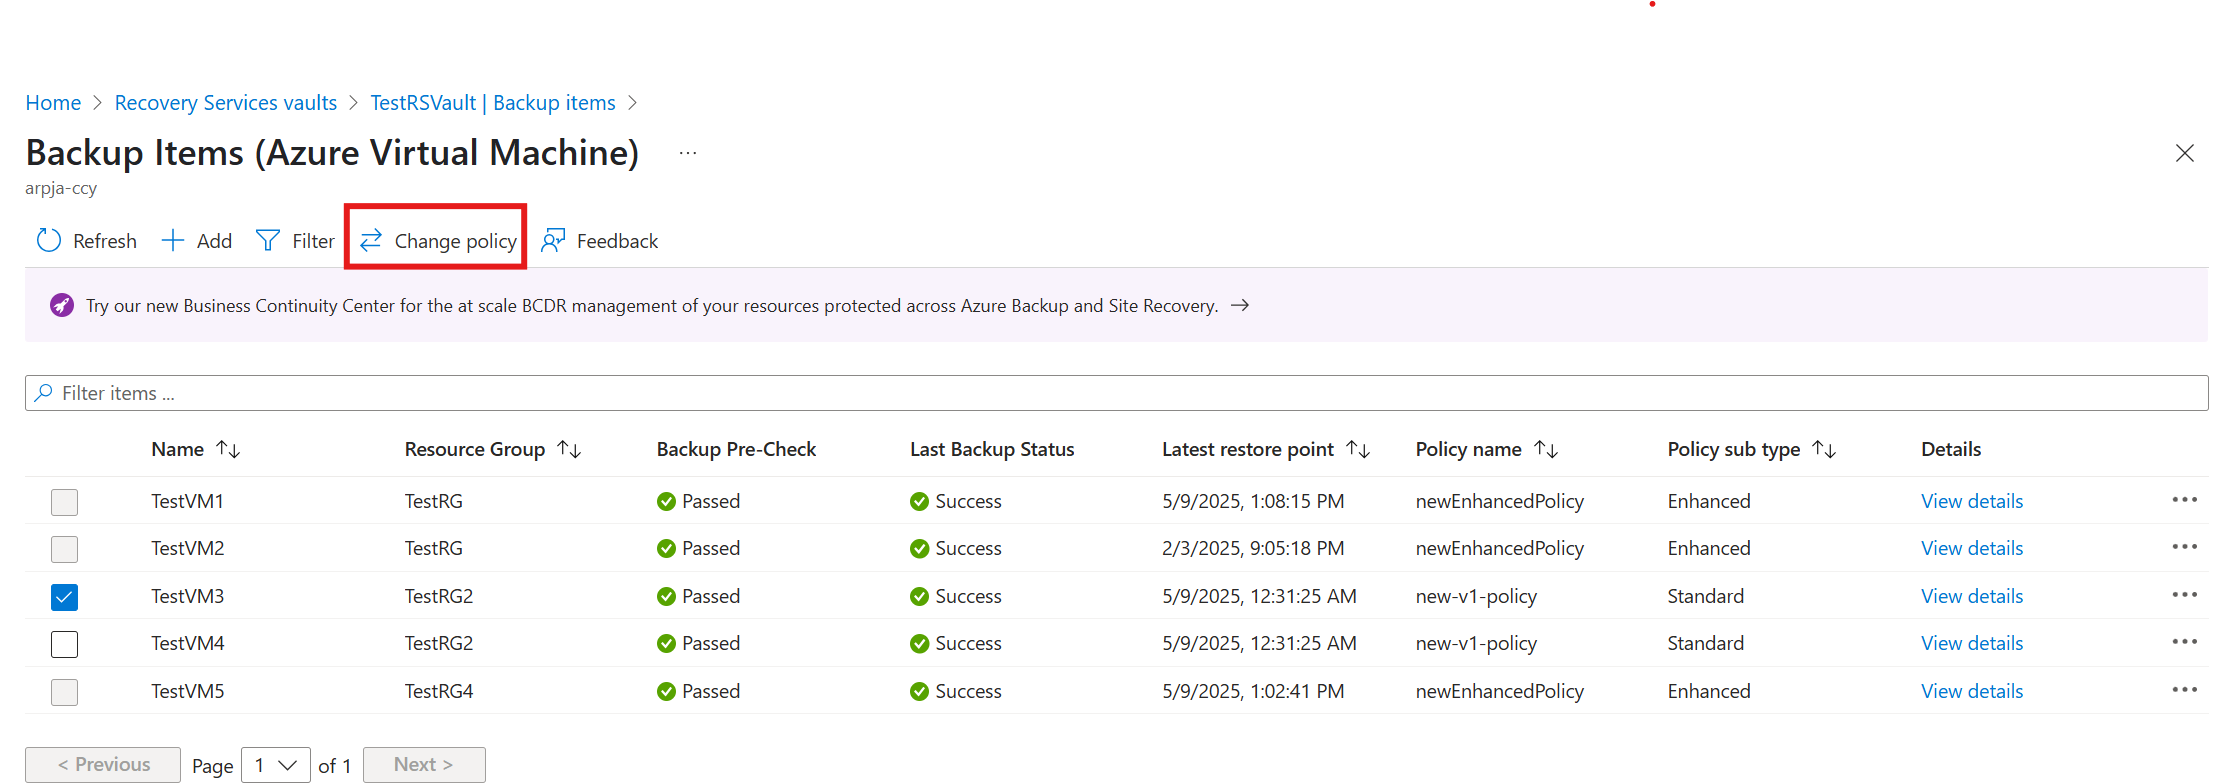 Home > Recovery Services vaults > TestRSVault | Backup items >
Backup Items (Azure Virtual Machine) ...
arpja-ccy
Refresh Add Filter Change policy Feedback
Try our new Business Continuity Center for the at scale BCDR management of your resources protected across Azure Backup and Site Recovery. →
Filter items ...
Name ↑↓ Resource Group ↑↓ Backup Pre-Check Last Backup Status Latest restore point ↑↓ Policy name ↑↓ Policy sub type ↑↓ Details
TestVM1 TestRG Passed Success 5/9/2025, 1:08:15 PM newEnhancedPolicy Enhanced View details ...
TestVM2 TestRG Passed Success 2/3/2025, 9:05:18 PM newEnhancedPolicy Enhanced View details ...
TestVM3 TestRG2 Passed Success 5/9/2025, 12:31:25 AM new-v1-policy Standard View details ...
TestVM4 TestRG2 Passed Success 5/9/2025, 12:31:25 AM new-v1-policy Standard View details ...
TestVM5 TestRG4 Passed Success 5/9/2025, 1:02:41 PM newEnhancedPolicy Enhanced View details ...
< Previous Page 1 of 1 Next >